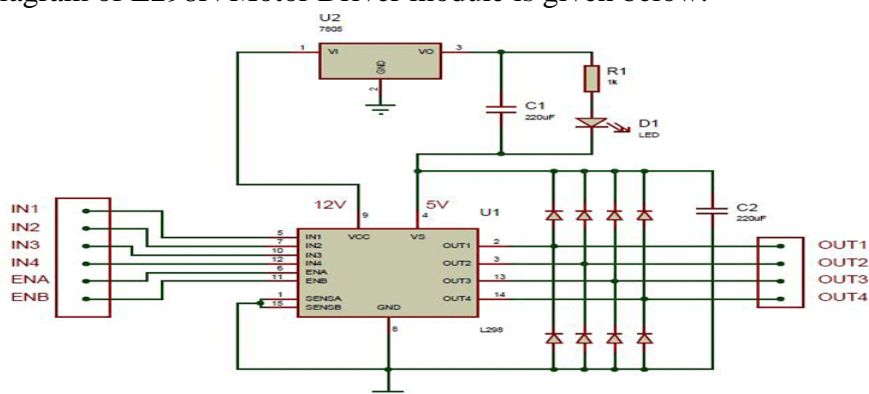 Motor Driver module is given below.
U2
7805
1 VI VO 3
GND
2
R1
1k
C1
220uF
D1
LED
12V 5V
9 4
U1
C2
220uF
IN1
IN2
IN3
IN4
ENA
ENB
5 IN1
7 IN2
10 IN3
12 IN4
6 ENA
11 ENB
1 SENSA
15 SENSB
VCC VS
GND
8
OUT1 2
OUT2 3
OUT3 13
OUT4 14
L298
OUT1
OUT2
OUT3
OUT4